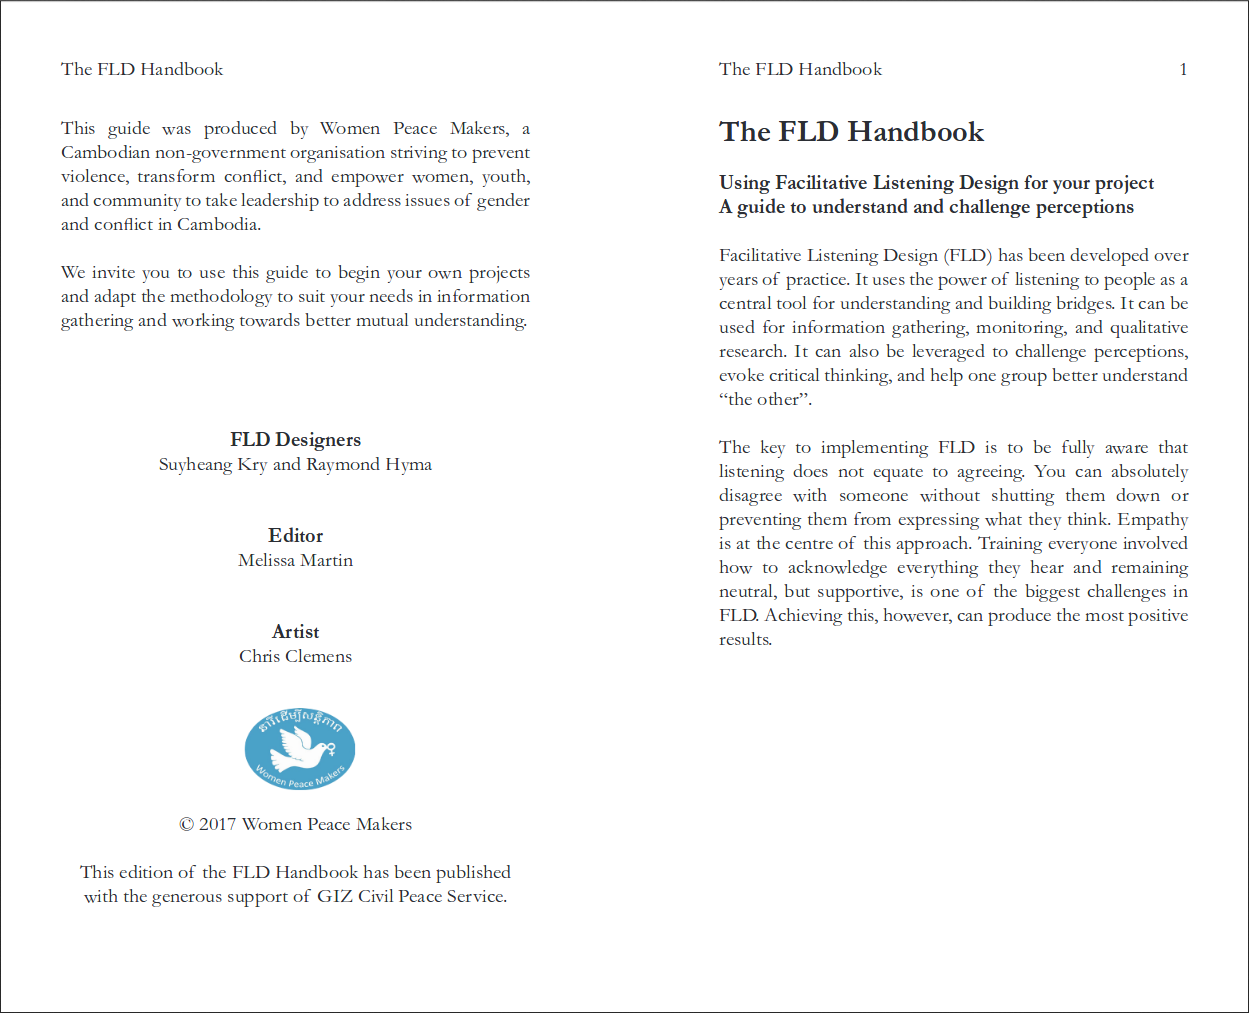 The FLD Handbook
This guide was produced by Women Peace Makers, a
Cambodian non-government organisation striving to prevent
violence, transform conflict, and empower women, youth,
and community to take leadership to address issues of gender
and conflict in Cambodia.
We invite you to use this guide to begin your own projects
and adapt the methodology to suit your needs in information
gathering and working towards better mutual understanding.
FLD Designers
Suyheang Kry and Raymond Hyma
Editor
Melissa Martin
Artist
Chris Clemens
នារីដើម្បីសន្តិភាព
Women Peace Makers
© 2017 Women Peace Makers
This edition of the FLD Handbook has been published
with the generous support of GIZ Civil Peace Service.
The FLD Handbook 1
The FLD Handbook
Using Facilitative Listening Design for your project
A guide to understand and challenge perceptions
Facilitative Listening Design (FLD) has been developed over
years of practice. It uses the power of listening to people as a
central tool for understanding and building bridges. It can be
used for information gathering, monitoring, and qualitative
research. It can also be leveraged to challenge perceptions,
evoke critical thinking, and help one group better understand
“the other”.
The key to implementing FLD is to be fully aware that
listening does not equate to agreeing. You can absolutely
disagree with someone without shutting them down or
preventing them from expressing what they think. Empathy
is at the centre of this approach. Training everyone involved
how to acknowledge everything they hear and remaining
neutral, but supportive, is one of the biggest challenges in
FLD. Achieving this, however, can produce the most positive
results.